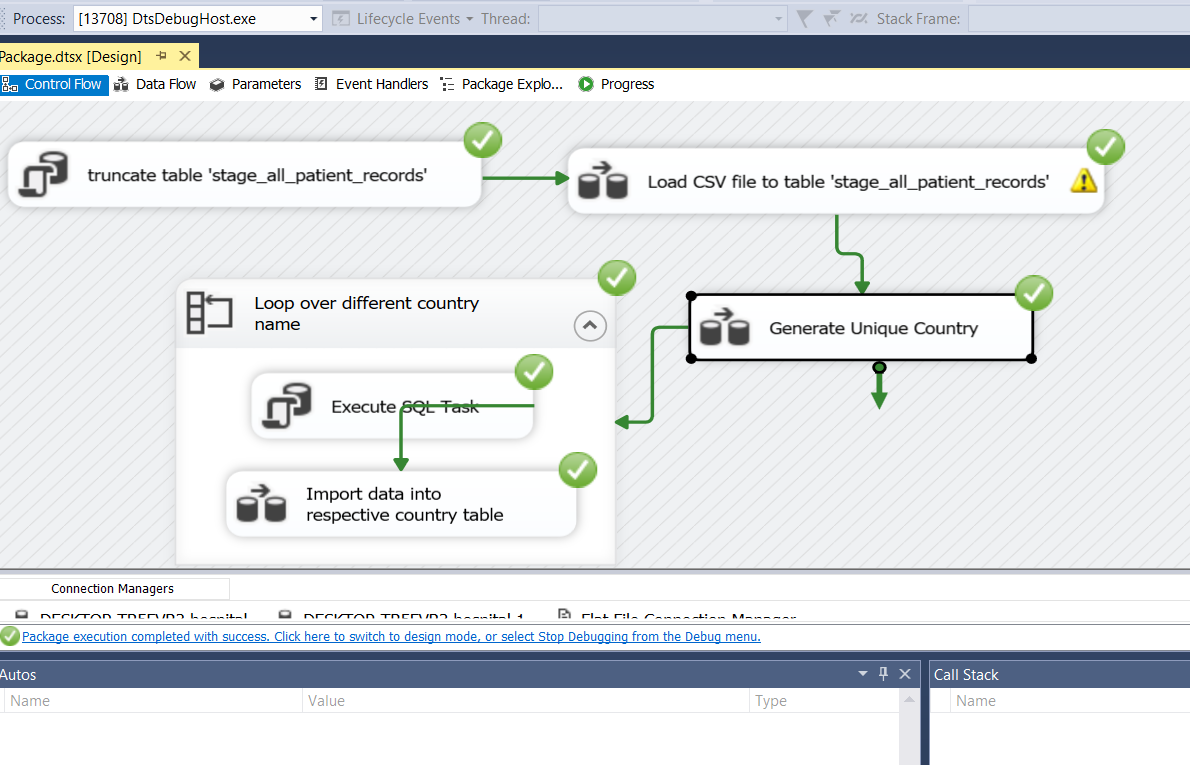 Process: [13708] DtsDebugHost.exe Lifecycle Events Thread: Stack Frame:
Package.dtsx [Design]
Control Flow Data Flow Parameters Event Handlers Package Explo... Progress
truncate table 'stage_all_patient_records'
Load CSV file to table 'stage_all_patient_records'
Loop over different country
name
Generate Unique Country
Execute SQL Task
Import data into
respective country table
Connection Managers
Flat File Connection Manager
Package execution completed with success. Click here to switch to design mode, or select Stop Debugging from the Debug menu.
Autos
Name Value Type
Call Stack
Name